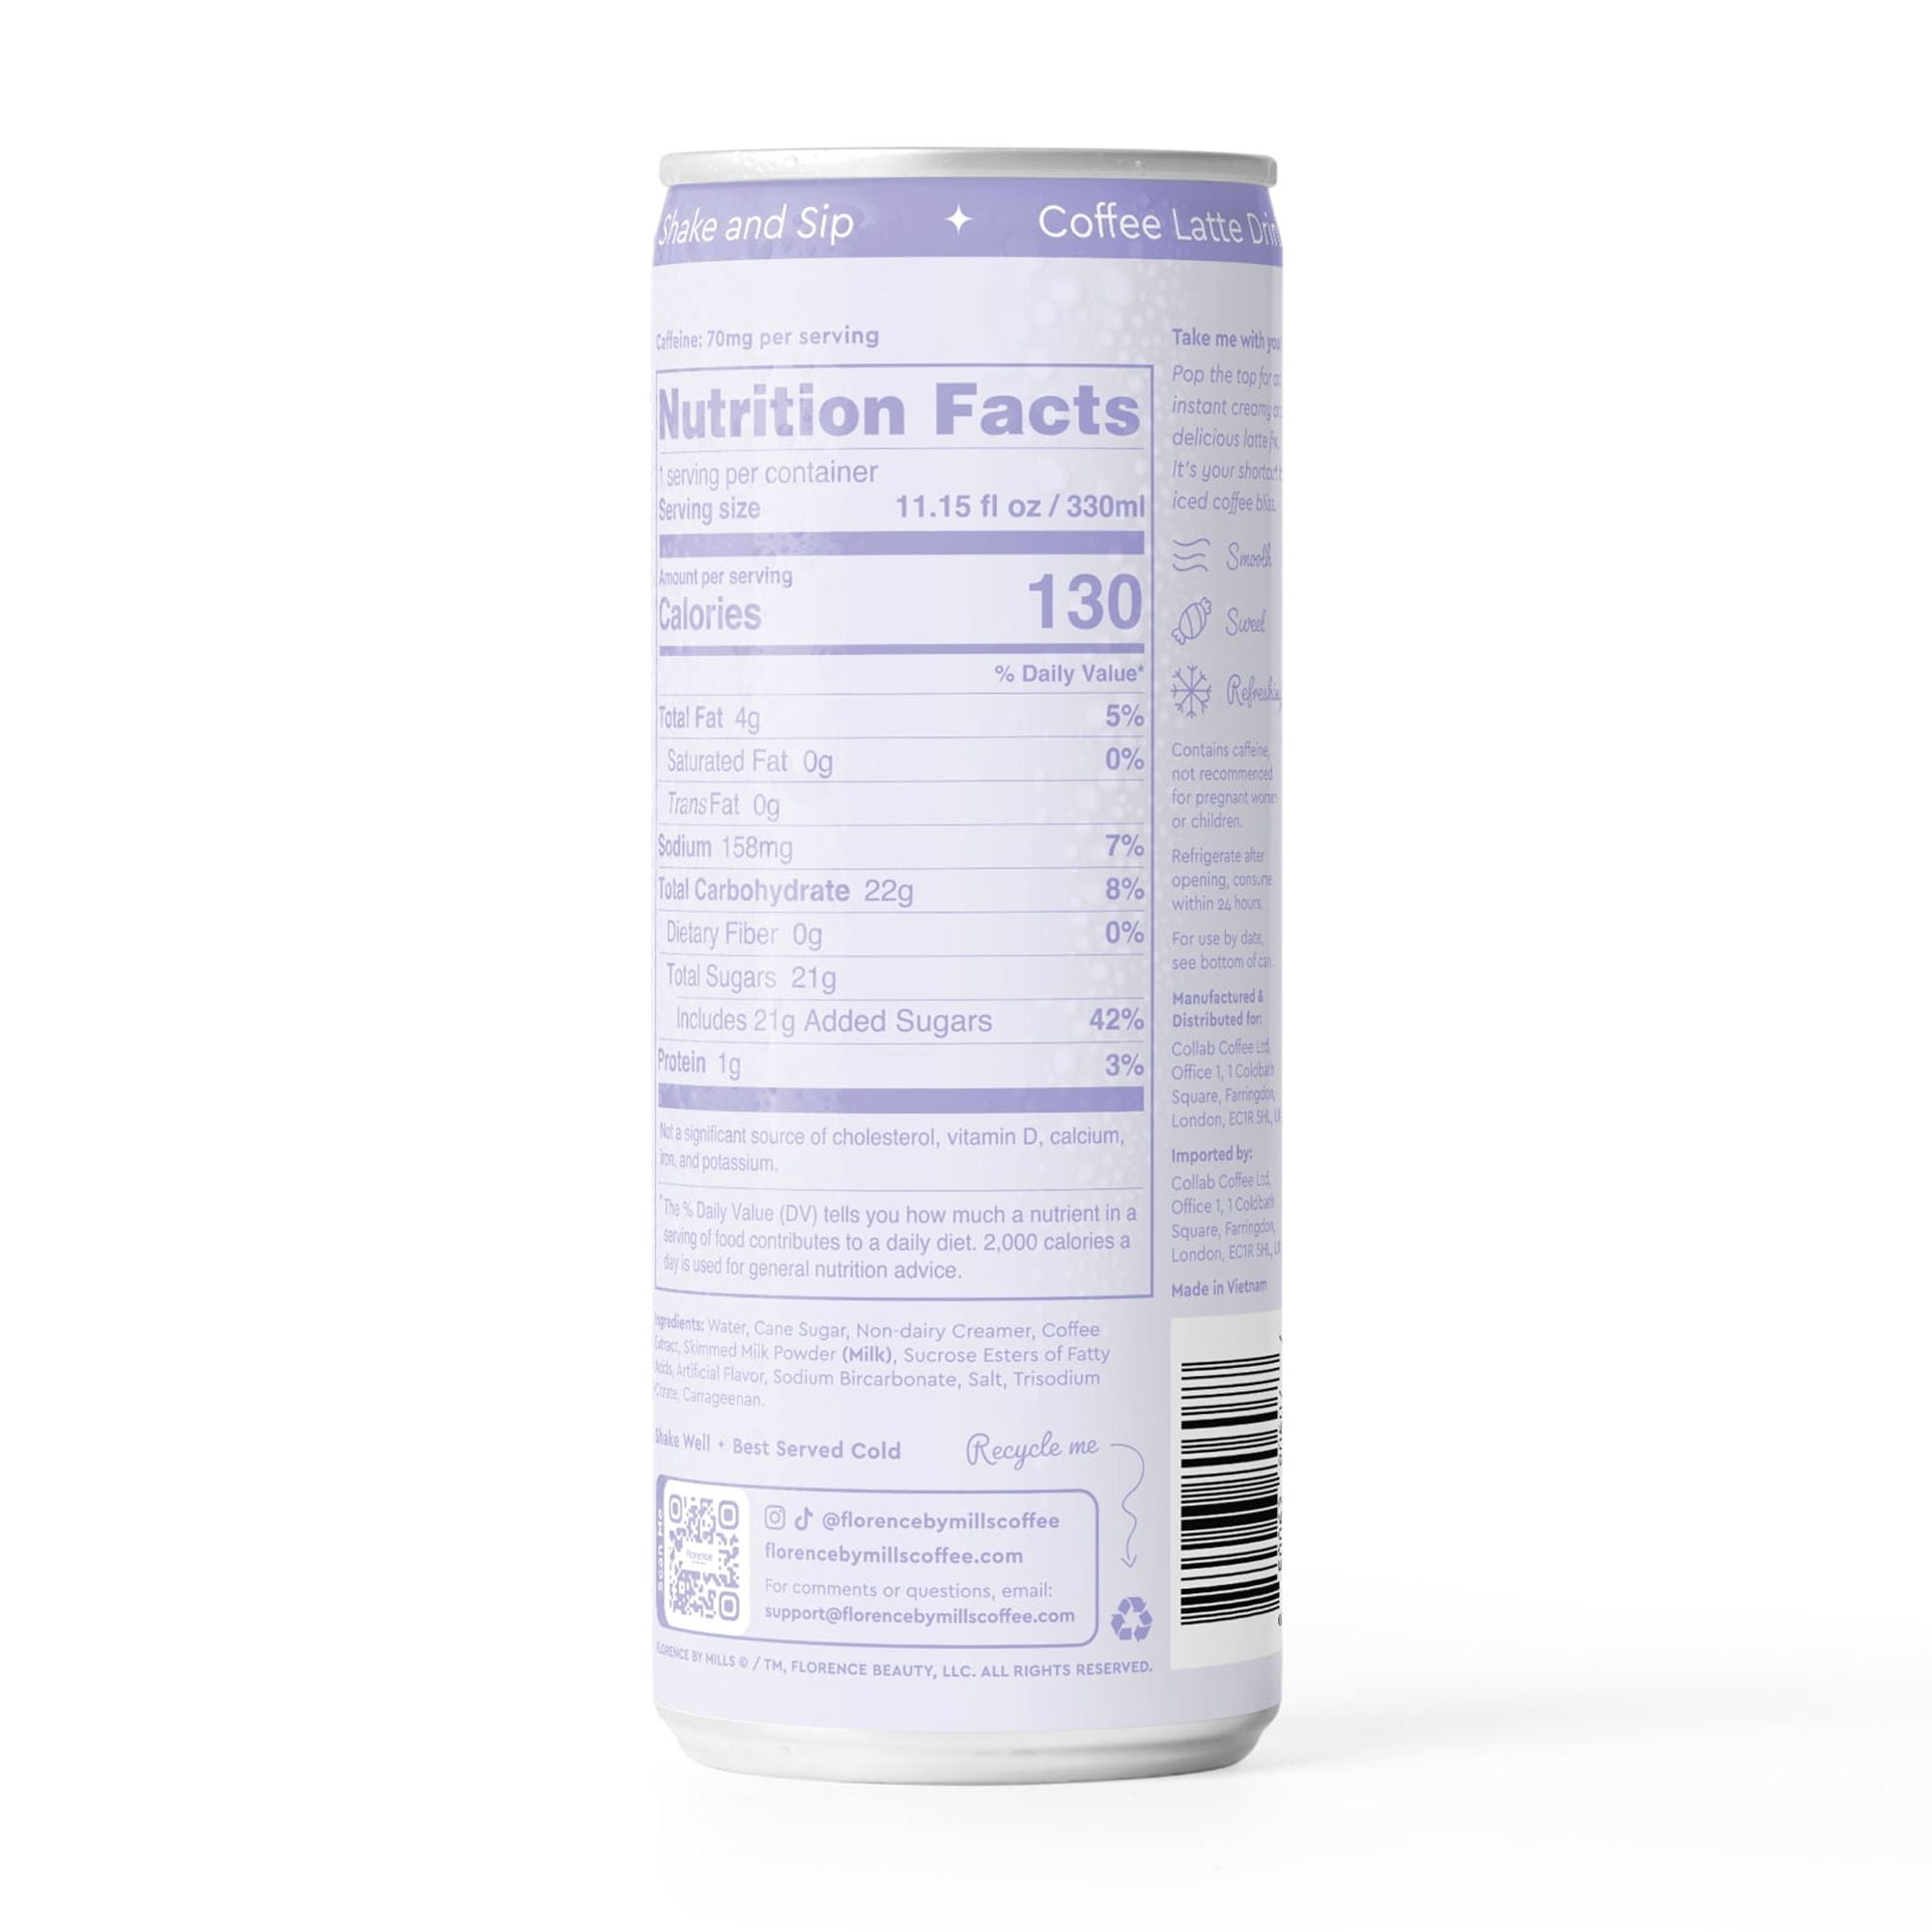 Shake and Sip ✦ Coffee Latte
Caffeine: 70mg per serving
Nutrition Facts
1 serving per container
Serving size 11.15 fl oz / 330ml
Amount per serving
Calories 130
% Daily Value*
Total Fat 4g 5%
Saturated Fat 0g 0%
Trans Fat 0g
Sodium 158mg 7%
Total Carbohydrate 22g 8%
Dietary Fiber 0g 0%
Total Sugars 21g
Includes 21g Added Sugars 42%
Protein 1g 3%
Not a significant source of cholesterol, vitamin D, calcium,
iron, and potassium.
*The % Daily Value (DV) tells you how much a nutrient in a
serving of food contributes to a daily diet. 2,000 calories a
day is used for general nutrition advice.
Ingredients: Water, Cane Sugar, Non-dairy Creamer, Coffee
Extract, Skimmed Milk Powder (Milk), Sucrose Esters of Fatty
Acids, Artificial Flavor, Sodium Bircarbonate, Salt, Trisodium
Citrate, Carrageenan.
Shake Well + Best Served Cold
Recycle me
Scan Me
florence
@florencebymillscoffee
florencebymillscoffee.com
For comments or questions, email:
support@florencebymillscoffee.com
FLORENCE BY MILLS © / TM, FLORENCE BEAUTY, LLC. ALL RIGHTS RESERVED.
Take me with you
Pop the top for
instant creamy
delicious latte fix.
It's your shortcut
iced coffee bliss.
Smooth
Sweet
Refreshing
Contains caffeine,
not recommended
for pregnant women
or children.
Refrigerate after
opening, consume
within 24 hours.
For use by date,
see bottom of can.
Manufactured &
Distributed for:
Collab Coffee Ltd,
Office 1, 1 Coldbath
Square, Farringdon,
London, EC1R 5HL,
Imported by:
Collab Coffee Ltd,
Office 1, 1 Coldbath
Square, Farringdon,
London, EC1R 5HL,
Made in Vietnam